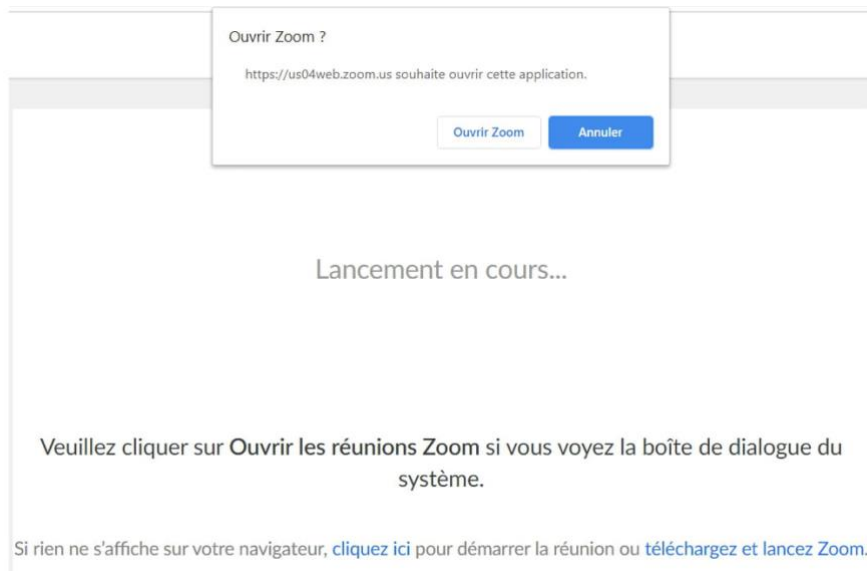 Ouvrir Zoom ?
https://us04web.zoom.us souhaite ouvrir cette application.
Ouvrir Zoom
Annuler
Lancement en cours...
Veuillez cliquer sur Ouvrir les réunions Zoom si vous voyez la boîte de dialogue du
système.
Si rien ne s’affiche sur votre navigateur, cliquez ici pour démarrer la réunion ou téléchargez et lancez Zoom.